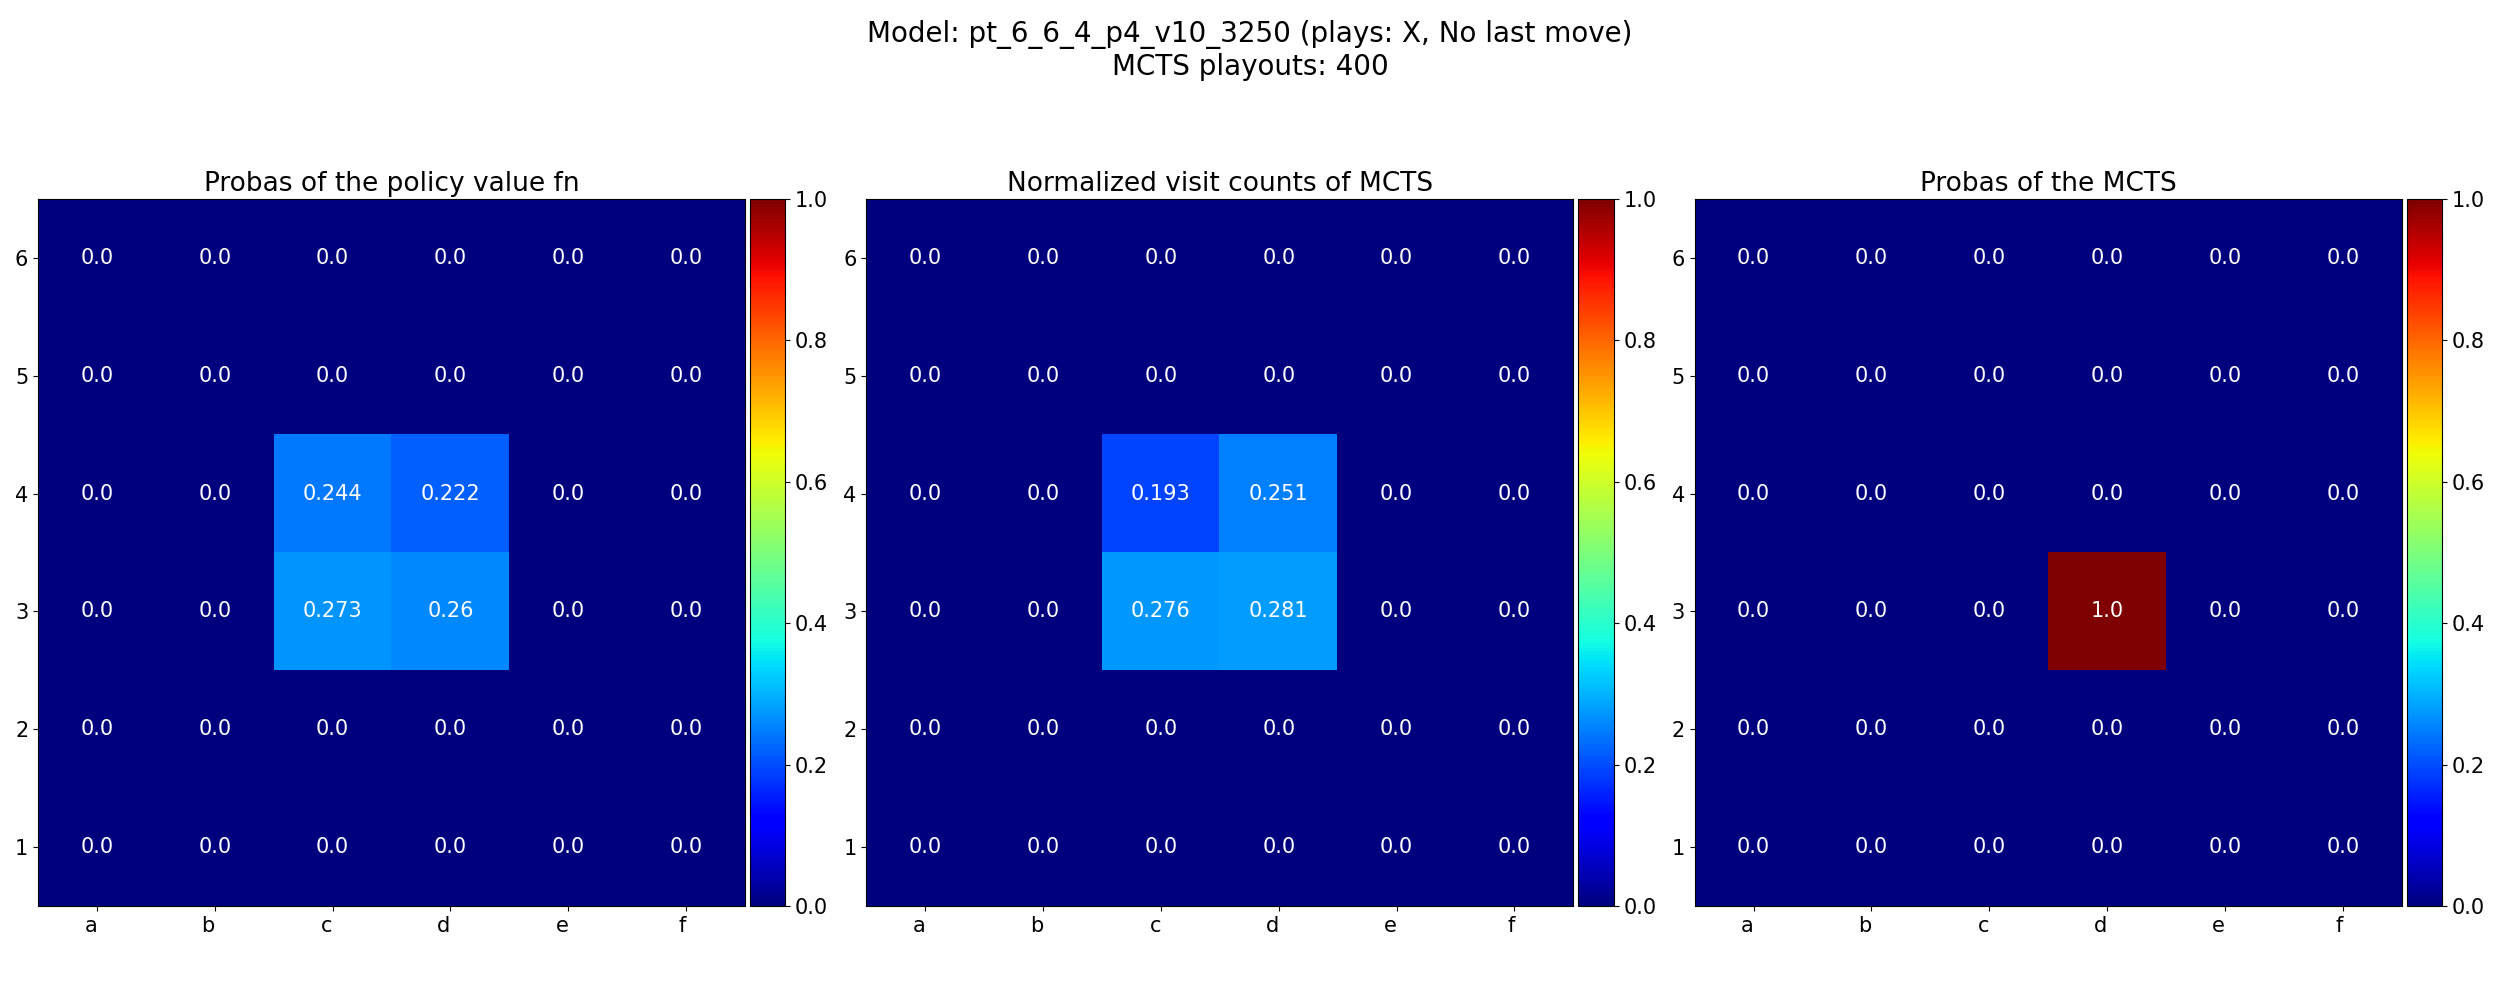 Model: pt_6_6_4_p4_v10_3250 (plays: X, No last move)
MCTS playouts: 400
Probas of the policy value fn
6 0.0 0.0 0.0 0.0 0.0 0.0
5 0.0 0.0 0.0 0.0 0.0 0.0
4 0.0 0.0 0.244 0.222 0.0 0.0
3 0.0 0.0 0.273 0.26 0.0 0.0
2 0.0 0.0 0.0 0.0 0.0 0.0
1 0.0 0.0 0.0 0.0 0.0 0.0
a b c d e f
1.0
0.8
0.6
0.4
0.2
0.0
Normalized visit counts of MCTS
6 0.0 0.0 0.0 0.0 0.0 0.0
5 0.0 0.0 0.0 0.0 0.0 0.0
4 0.0 0.0 0.193 0.251 0.0 0.0
3 0.0 0.0 0.276 0.281 0.0 0.0
2 0.0 0.0 0.0 0.0 0.0 0.0
1 0.0 0.0 0.0 0.0 0.0 0.0
a b c d e f
1.0
0.8
0.6
0.4
0.2
0.0
Probas of the MCTS
6 0.0 0.0 0.0 0.0 0.0 0.0
5 0.0 0.0 0.0 0.0 0.0 0.0
4 0.0 0.0 0.0 0.0 0.0 0.0
3 0.0 0.0 0.0 1.0 0.0 0.0
2 0.0 0.0 0.0 0.0 0.0 0.0
1 0.0 0.0 0.0 0.0 0.0 0.0
a b c d e f
1.0
0.8
0.6
0.4
0.2
0.0